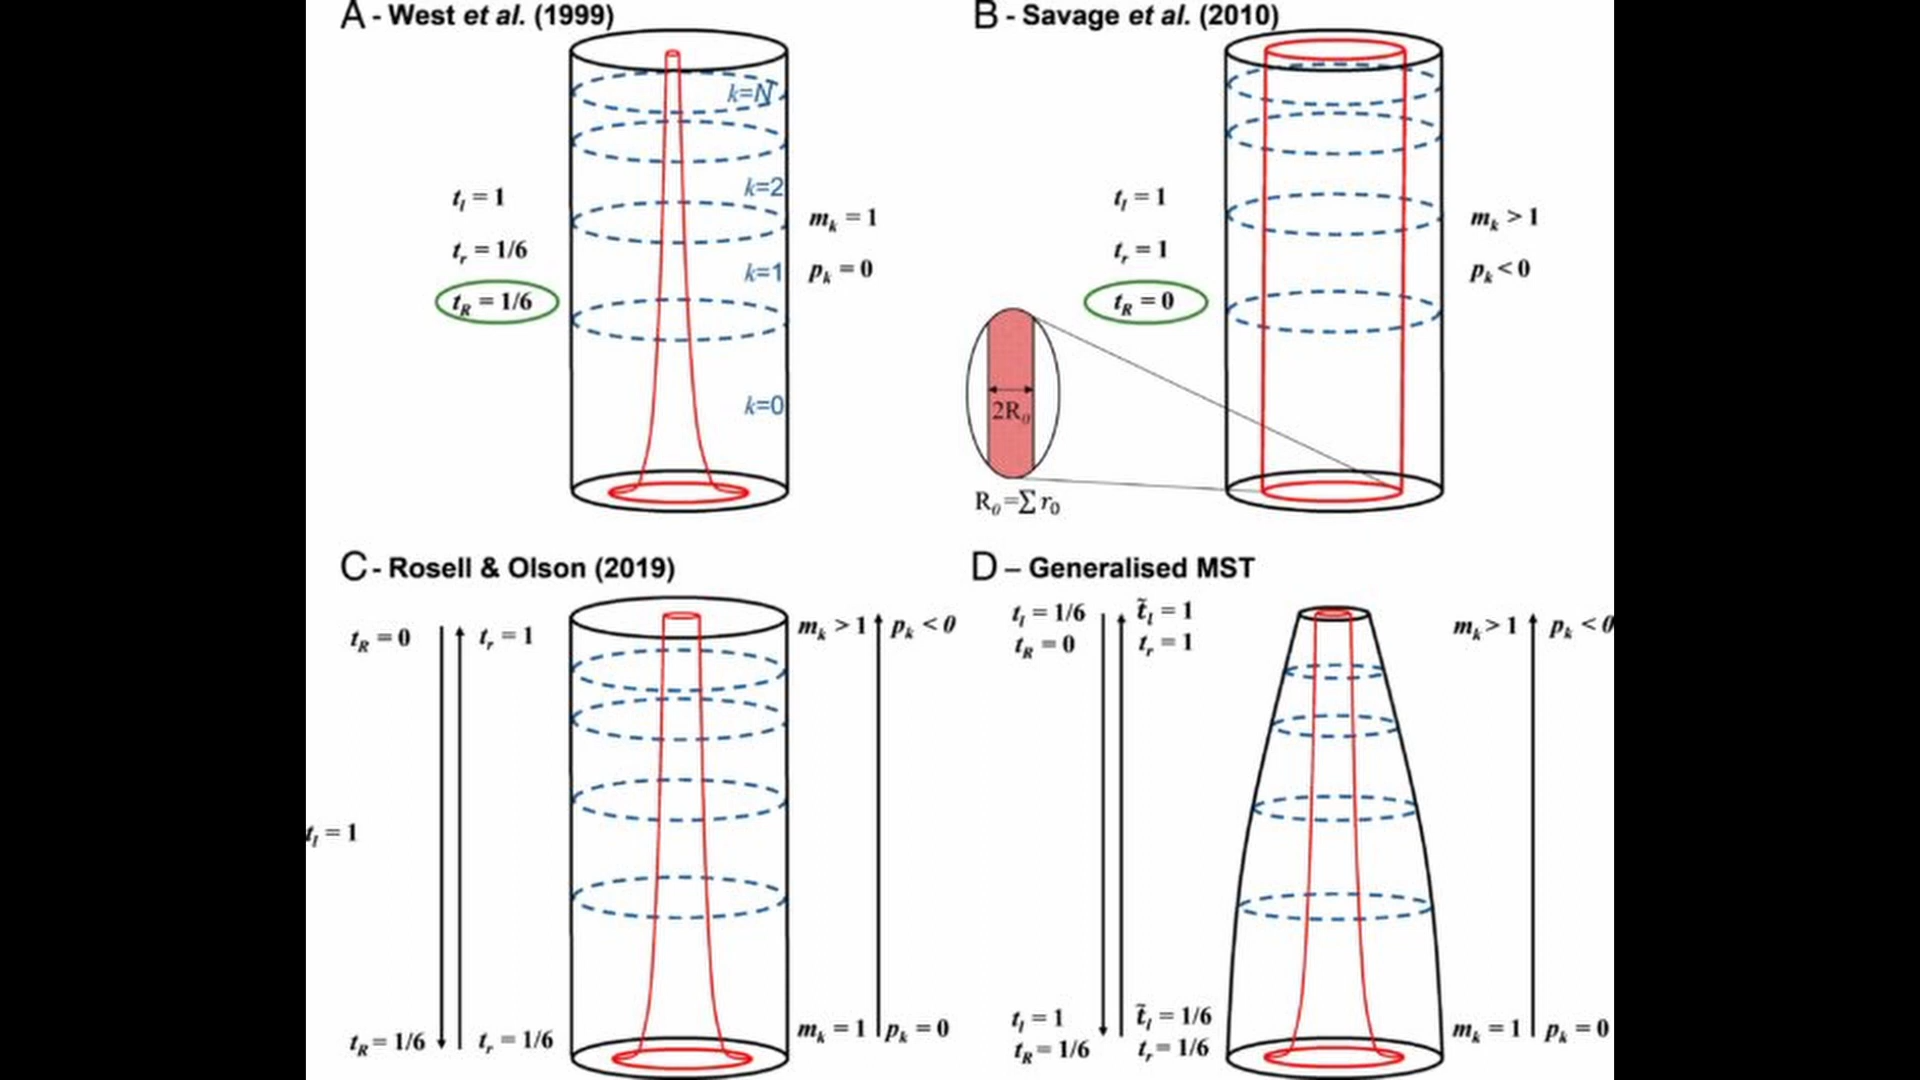 A - West et al. (1999)
k=N
k=2
k=1
k=0
t_l = 1
t_r = 1/6
t_R = 1/6
m_k = 1
p_k = 0
B - Savage et al. (2010)
t_l = 1
t_r = 1
t_R = 0
m_k > 1
p_k < 0
2R_0
R_0=∑ r_0
C - Rosell & Olson (2019)
t_R = 0 t_r = 1
m_k > 1 p_k < 0
t_l = 1
t_R = 1/6 t_r = 1/6
m_k = 1 p_k = 0
D – Generalised MST
t_l = 1/6 t̃_l = 1
t_R = 0 t_r = 1
m_k > 1 p_k < 0
t_l = 1 t̃_l = 1/6
t_R = 1/6 t_r = 1/6
m_k = 1 p_k = 0